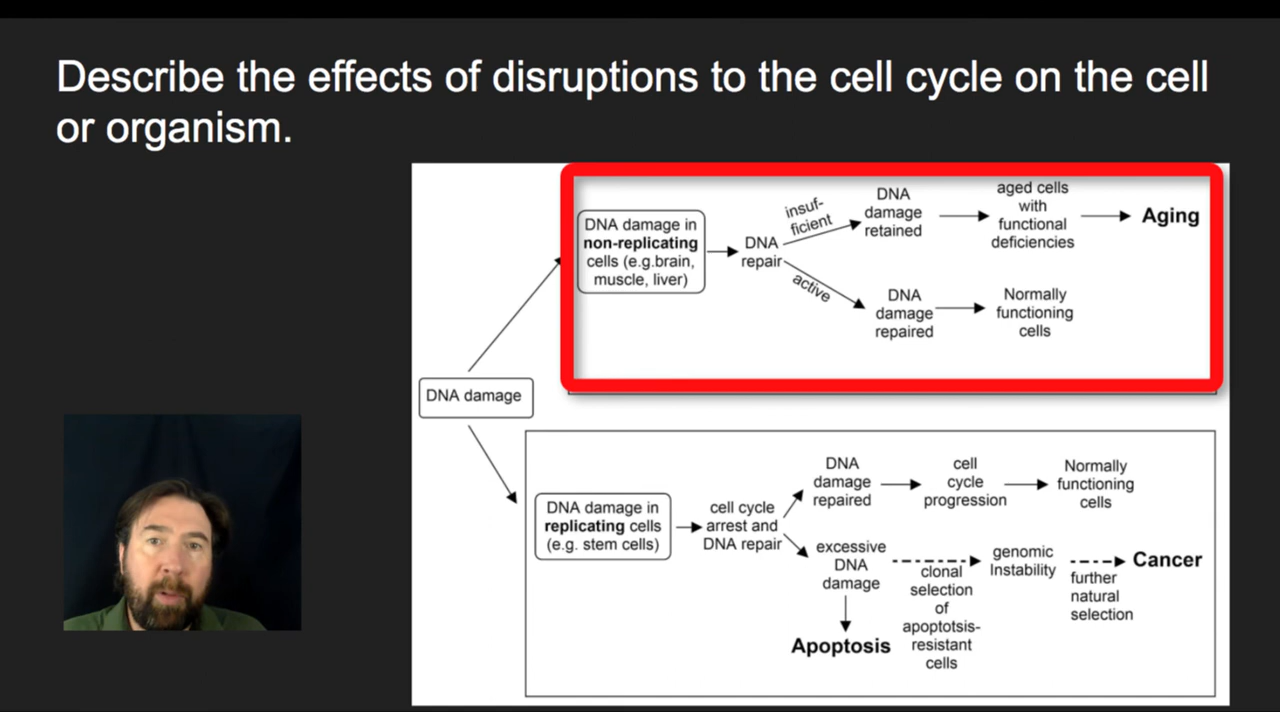 Describe the effects of disruptions to the cell cycle on the cell
or organism.
DNA damage
DNA damage in
non-replicating
cells (e.g.brain,
muscle, liver)
DNA
repair
insuf-
ficient
DNA
damage
retained
aged cells
with
functional
deficiencies
Aging
active
DNA
damage
repaired
Normally
functioning
cells
DNA damage in
replicating cells
(e.g. stem cells)
cell cycle
arrest and
DNA repair
DNA
damage
repaired
cell
cycle
progression
Normally
functioning
cells
excessive
DNA
damage
Apoptosis
clonal
selection
of
apoptotsis-
resistant
cells
genomic
Instability
further
natural
selection
Cancer